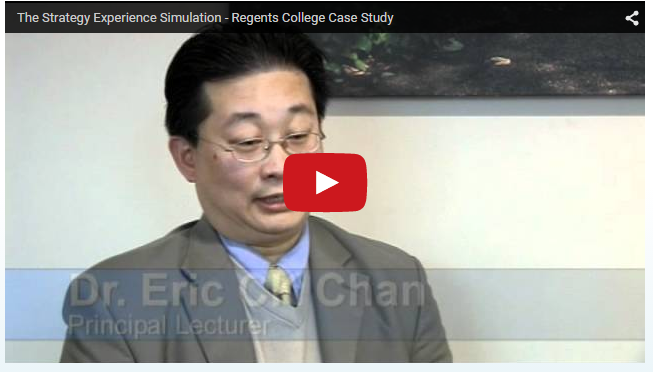 The Strategy Experience Simulation - Regents College Case Study
Dr. Eric Chan
Principal Lecturer